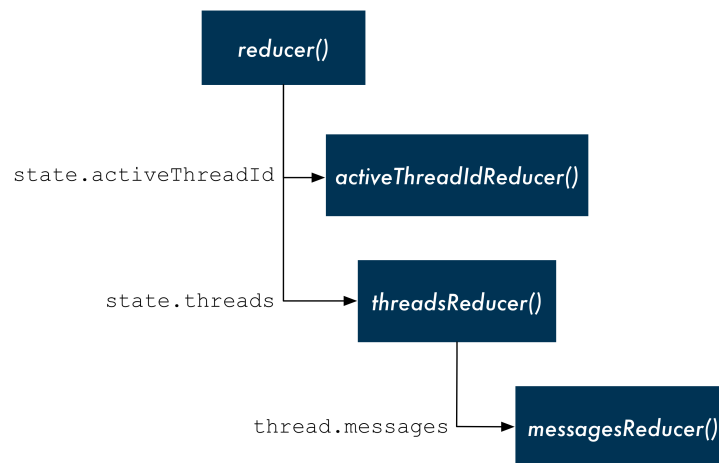 reducer()
state.activeThreadId
activeThreadIdReducer()
state.threads
threadsReducer()
thread.messages
messagesReducer()